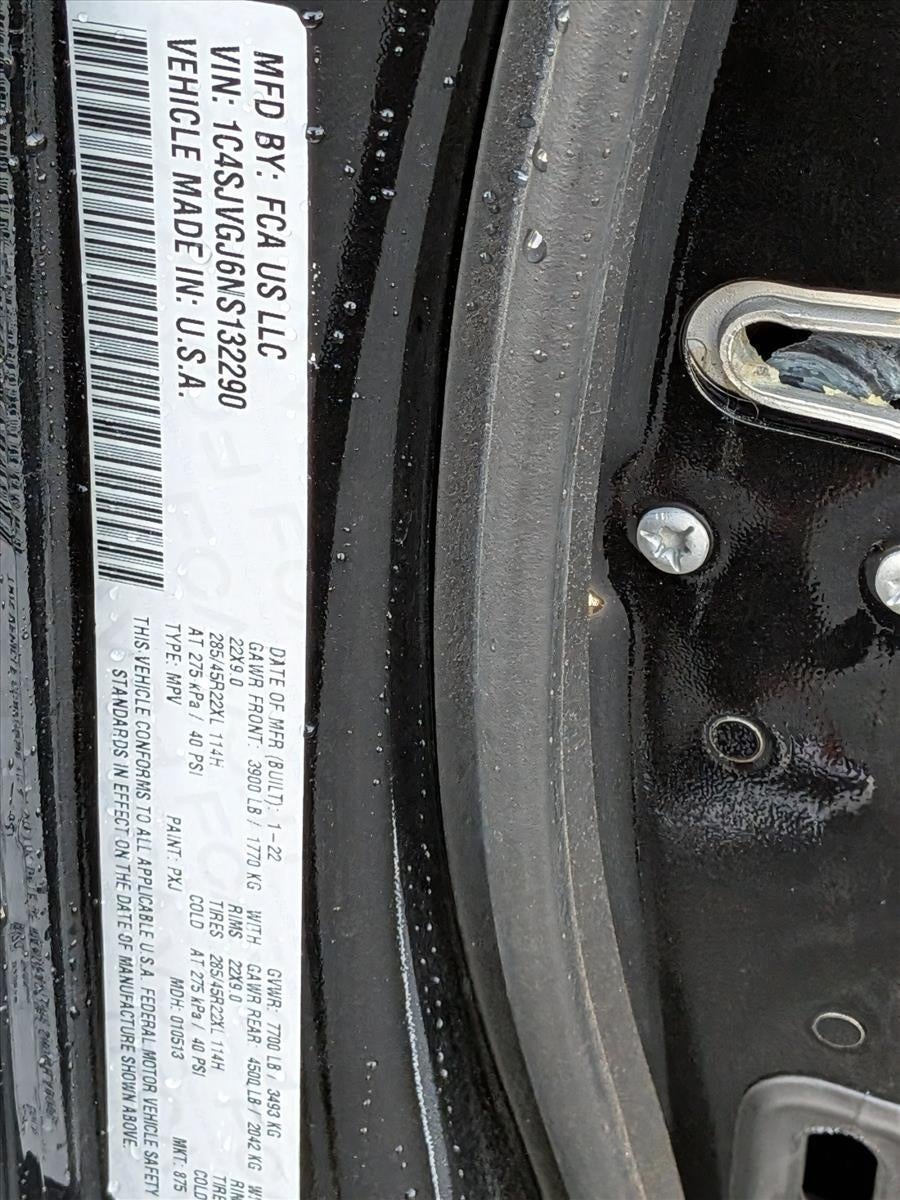 MFD BY: FCA US LLC
VIN: 1C4SJVGJ6NS132290
VEHICLE MADE IN: U.S.A.
DATE OF MFR (BUILT): 1-22 GVWR: 7700 LB / 3493 KG
GAWR FRONT: 3900 LB / 1770 KG WITH GAWR REAR 4500 LB / 2042 KG
22X9.0 RIMS 22X9.0
285/45R22XL 114H TIRES 285/45R22XL 114H
AT 275 kPa / 40 PSI COLD AT 275 kPa / 40 PSI COLD
TYPE: MPV PAINT: PXJ MDH: 010513 MKT: 875
THIS VEHICLE CONFORMS TO ALL APPLICABLE U.S.A. FEDERAL MOTOR VEHICLE SAFETY
STANDARDS IN EFFECT ON THE DATE OF MANUFACTURE SHOWN ABOVE.